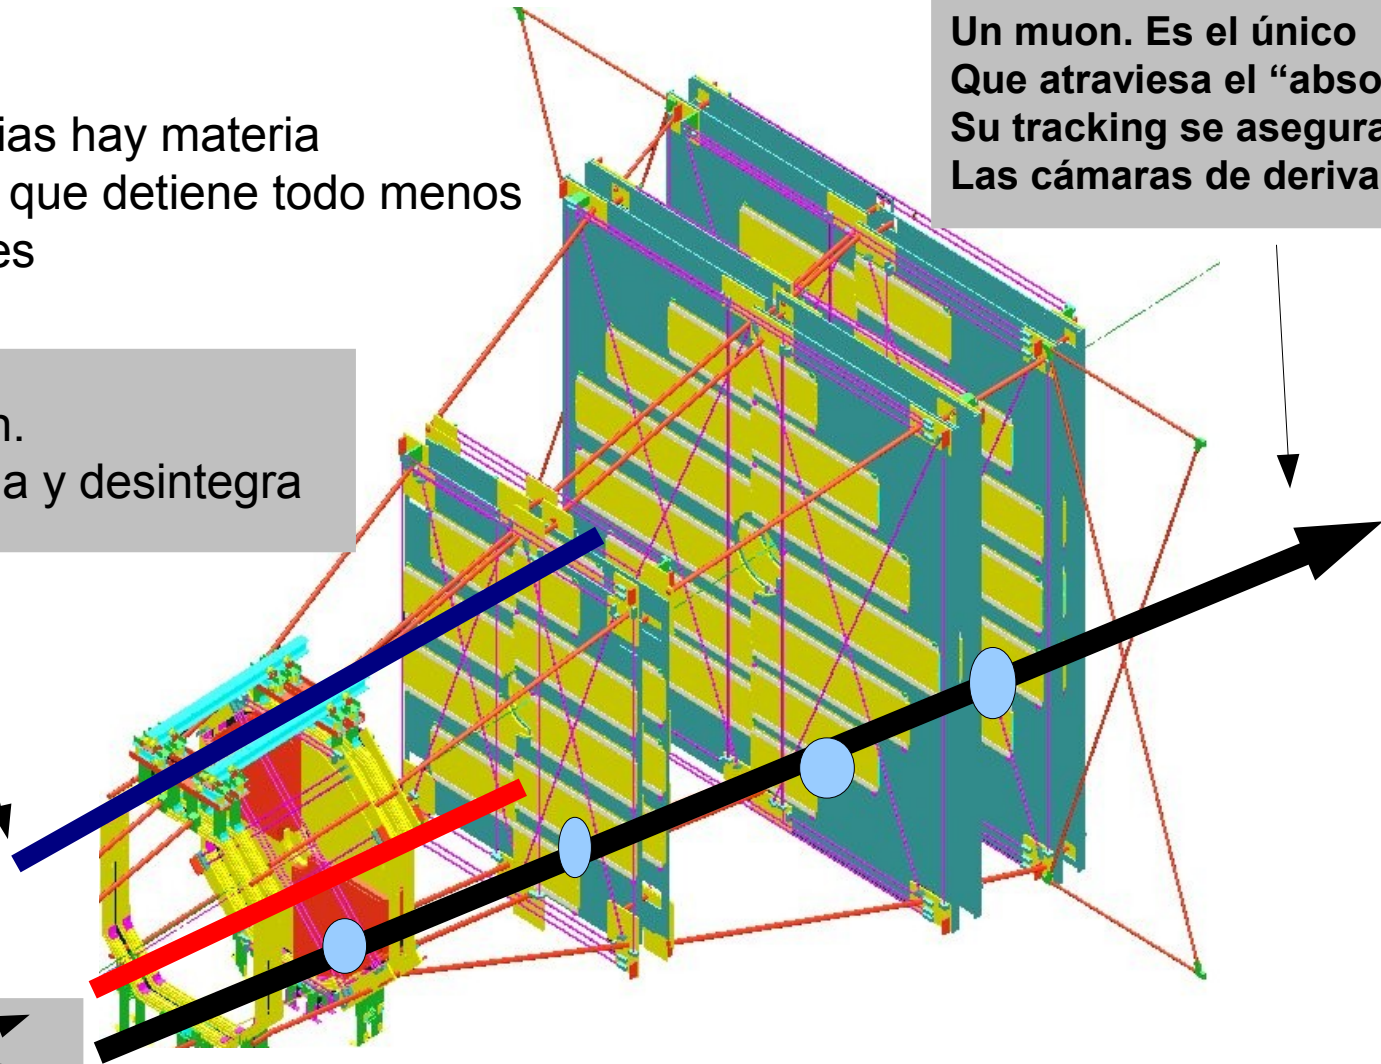 Un muon. Es el único
Que atraviesa el “abso
Su tracking se asegura
Las cámaras de deriva
ias hay materia
que detiene todo menos
es
n.
a y desintegra